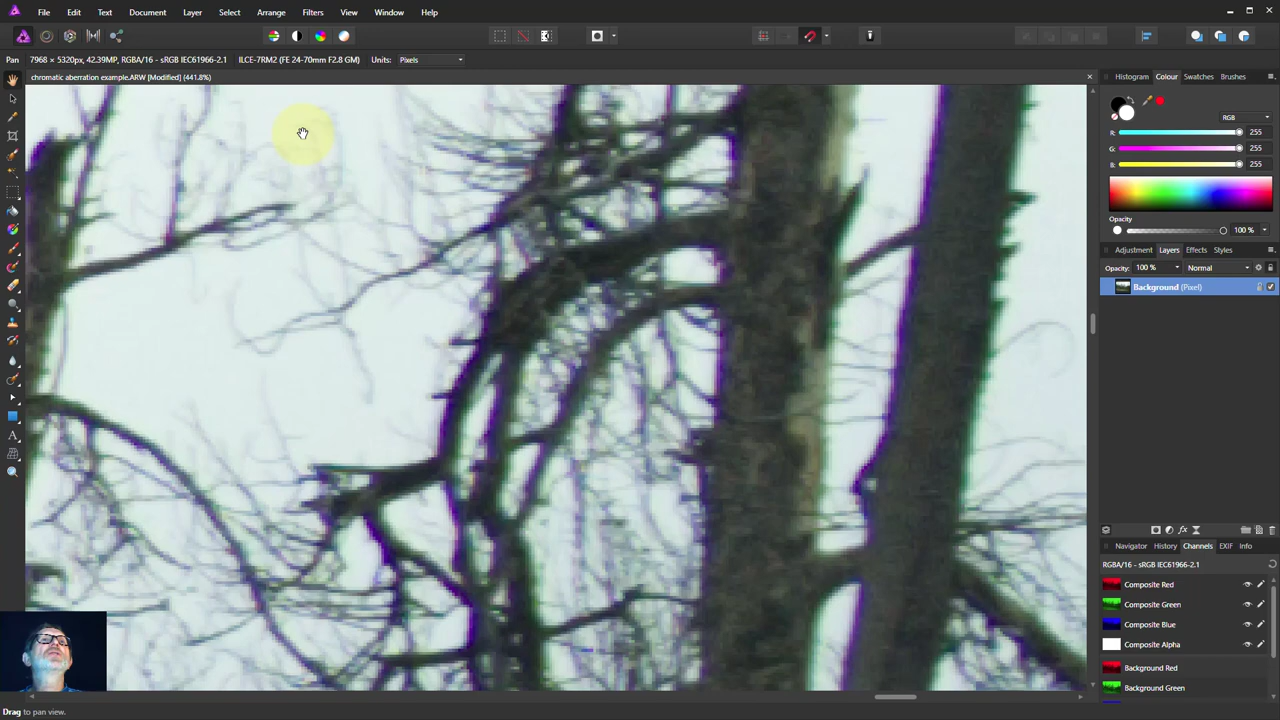 File Edit Text Document Layer Select Arrange Filters View Window Help
Pan 7968 × 5320px, 42.39MP, RGBA/16 - sRGB IEC61966-2.1 ILCE-7RM2 (FE 24-70mm F2.8 GM) Units: Pixels
chromatic aberration example.ARW [Modified] (441.8%)
Histogram Colour Swatches Brushes
RGB
R: 255
G: 255
B: 255
Opacity
100 %
Adjustment Layers Effects Styles
Opacity: 100 % Normal
Background (Pixel)
Navigator History Channels EXIF Info
RGBA/16 - sRGB IEC61966-2.1
Composite Red
Composite Green
Composite Blue
Composite Alpha
Background Red
Background Green
Drag to pan view.